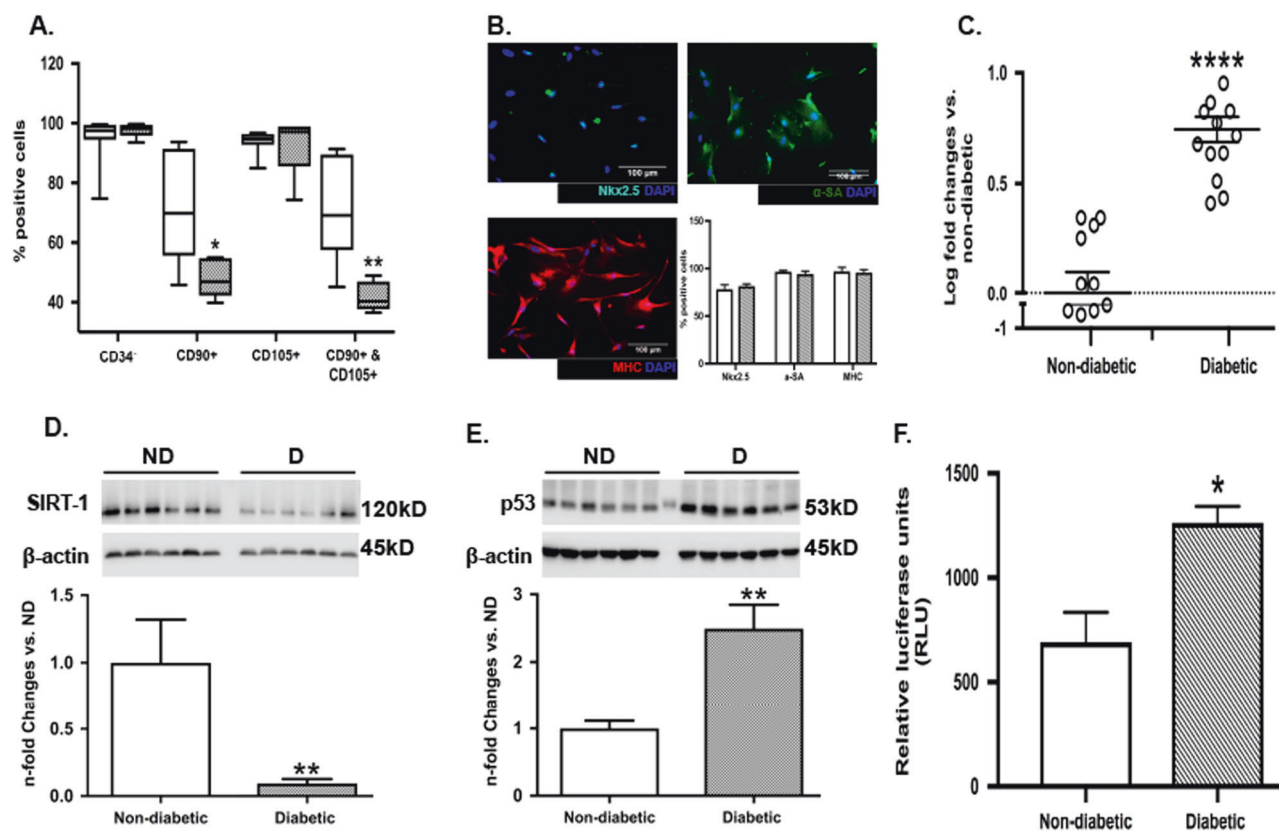 A.
% positive cells
120
100
80
60
40
*
**
CD34-
CD90+
CD105+
CD90+ &
CD105+
B.
100 µm
Nkx2.5 DAPI
100 µm
α-SA DAPI
100 µm
MHC DAPI
% positive cells
150
100
50
0
Nkx2.5
a-SA
MHC
C.
Log fold changes vs.
non-diabetic
****
1.0
0.5
0.0
-1
Non-diabetic
Diabetic
D.
ND
D
SIRT-1
120kD
β-actin
45kD
n-fold Changes vs. ND
1.5
1.0
0.5
0.0
**
Non-diabetic
Diabetic
E.
ND
D
p53
53kD
β-actin
45kD
n-fold Changes vs. ND
3
2
1
0
**
Non-diabetic
Diabetic
F.
Relative luciferase units
(RLU)
1500
1000
500
0
*
Non-diabetic
Diabetic